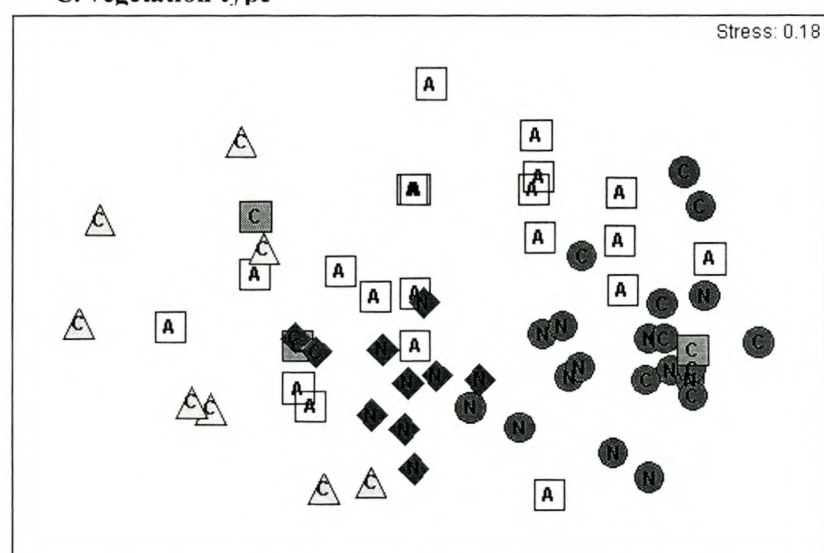 C. Vegetation type
Stress: 0.18
A
A
C
C
A
A A A
C
C C
A A
C C A
A A
A A A N
N C
C A N N
C C N A N C C C
N N N N N C N N
A C
C C A N N
N N
N
N N
C C A